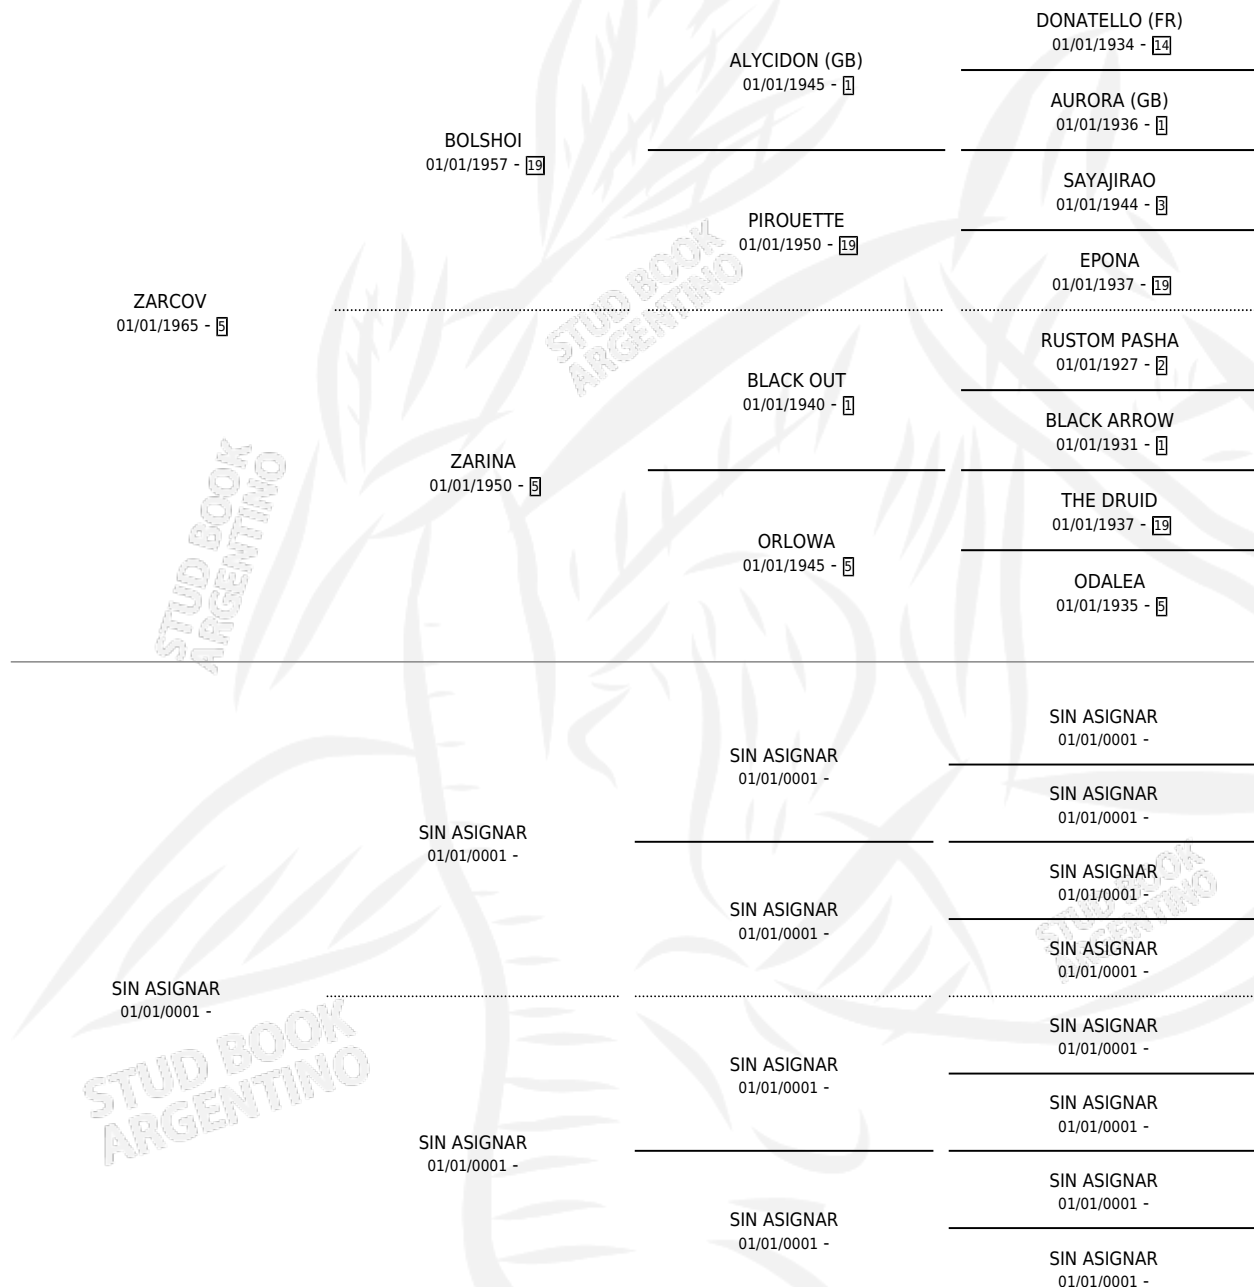 DONATELLO (FR)
01/01/1934 - 14
ALYCIDON (GB)
01/01/1945 - 1
AURORA (GB)
01/01/1936 - 1
BOLSHOI
01/01/1957 - 19
SAYAJIRAO
01/01/1944 - 3
PIROUETTE
01/01/1950 - 19
EPONA
01/01/1937 - 19
ZARCOV
01/01/1965 - 5
RUSTOM PASHA
01/01/1927 - 2
BLACK OUT
01/01/1940 - 1
BLACK ARROW
01/01/1931 - 1
ZARINA
01/01/1950 - 5
THE DRUID
01/01/1937 - 19
ORLOWA
01/01/1945 - 5
ODALEA
01/01/1935 - 5
STUD BOOK
ARGENTINO
STUD BOOK
ARGENTINO
SIN ASIGNAR
01/01/0001 -
SIN ASIGNAR
01/01/0001 -
SIN ASIGNAR
01/01/0001 -
SIN ASIGNAR
01/01/0001 -
SIN ASIGNAR
01/01/0001 -
SIN ASIGNAR
01/01/0001 -
SIN ASIGNAR
01/01/0001 -
STUD BOOK
ARGENTINO
SIN ASIGNAR
01/01/0001 -
SIN ASIGNAR
01/01/0001 -
SIN ASIGNAR
01/01/0001 -
SIN ASIGNAR
01/01/0001 -
SIN ASIGNAR
01/01/0001 -
SIN ASIGNAR
01/01/0001 -
SIN ASIGNAR
01/01/0001 -
SIN ASIGNAR
01/01/0001 -
STUD BOOK
ARGENTINO